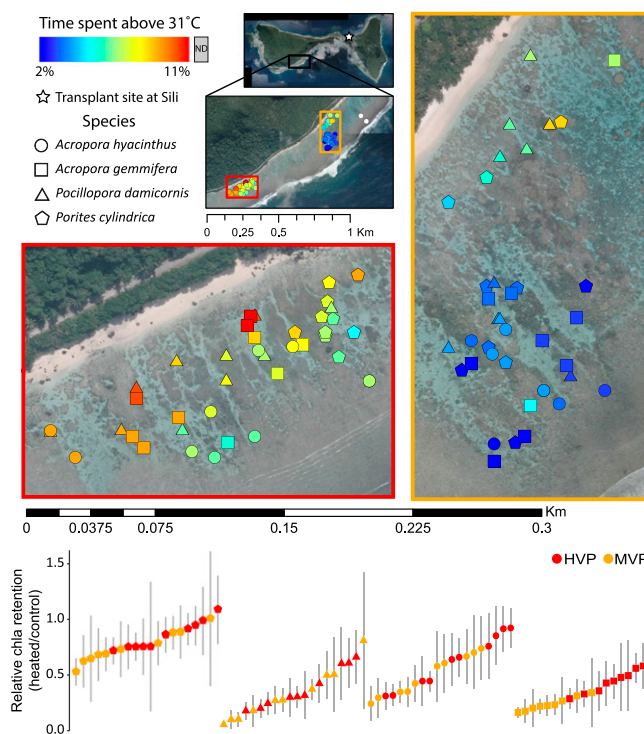 Time spent above 31˚C
ND
2%
11%
Transplant site at Sili
Species
Acropora hyacinthus
Acropora gemmifera
Pocillopora damicornis
Porites cylindrica
0 0.25 0.5 1 Km
0 0.0375 0.075 0.15 0.225 0.3 Km
HVP MVP
Relative chla retention
(heated/control)
1.5
1.0
0.5
0.0